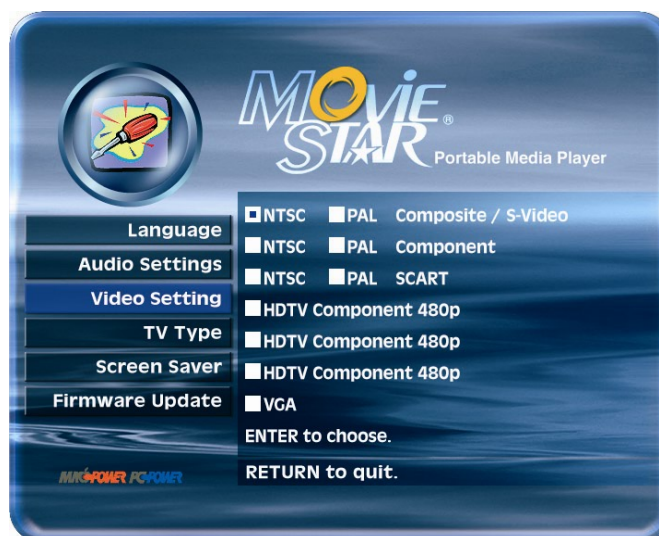 MOViE
STAR®
Portable Media Player
Language
Audio Settings
Video Setting
TV Type
Screen Saver
Firmware Update
NTSC PAL Composite / S-Video
NTSC PAL Component
NTSC PAL SCART
HDTV Component 480p
HDTV Component 480p
HDTV Component 480p
VGA
ENTER to choose.
RETURN to quit.